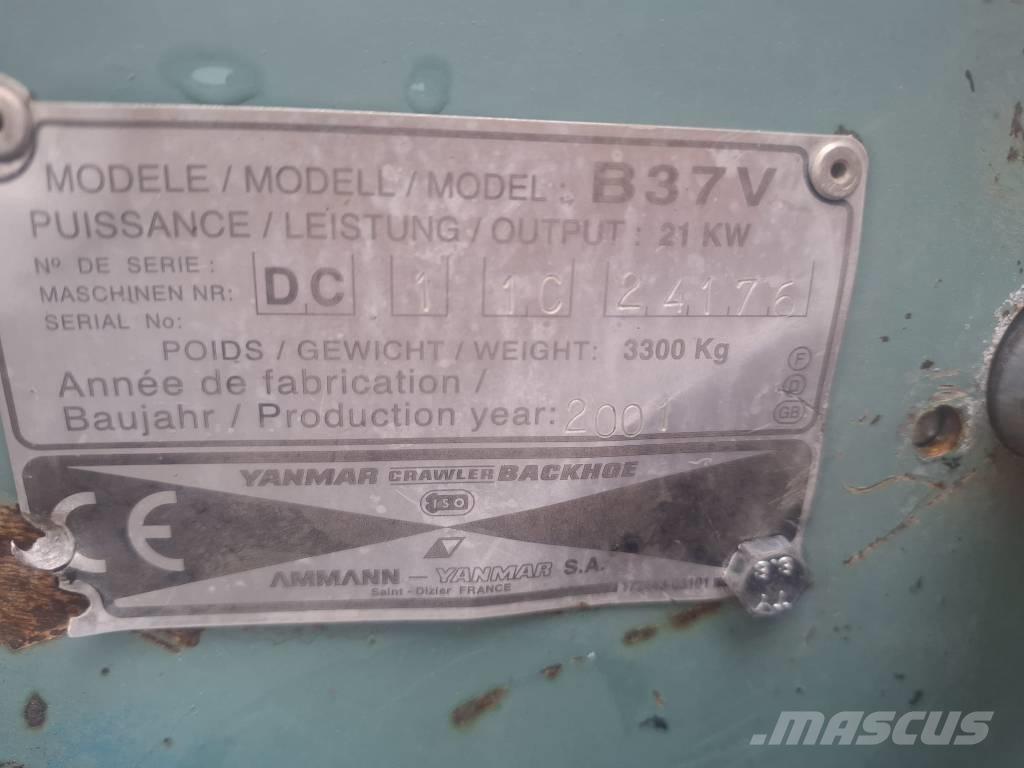 MODELE / MODELL / MODEL : B37V
PUISSANCE / LEISTUNG / OUTPUT : 21 KW
Nº DE SERIE :
MASCHINEN NR: DC 1 1C 24176
SERIAL No:
POIDS / GEWICHT / WEIGHT: 3300 Kg
Année de fabrication /
Baujahr / Production year: 2001
F
D
GB
YANMAR CRAWLER BACKHOE
ISO
CE
AMMANN - YANMAR S.A.
Saint - Dizier FRANCE
MASCUS